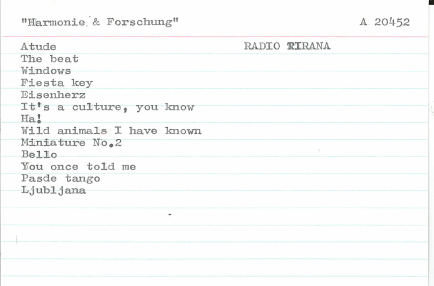 "Harmonie & Forschung" A 20452
Atude RADIO TIRANA
The beat
Windows
Fiesta key
Eisenherz
It's a culture, you know
Ha!
Wild animals I have known
Miniature No.2
Bello
You once told me
Pasde tango
Ljubljana